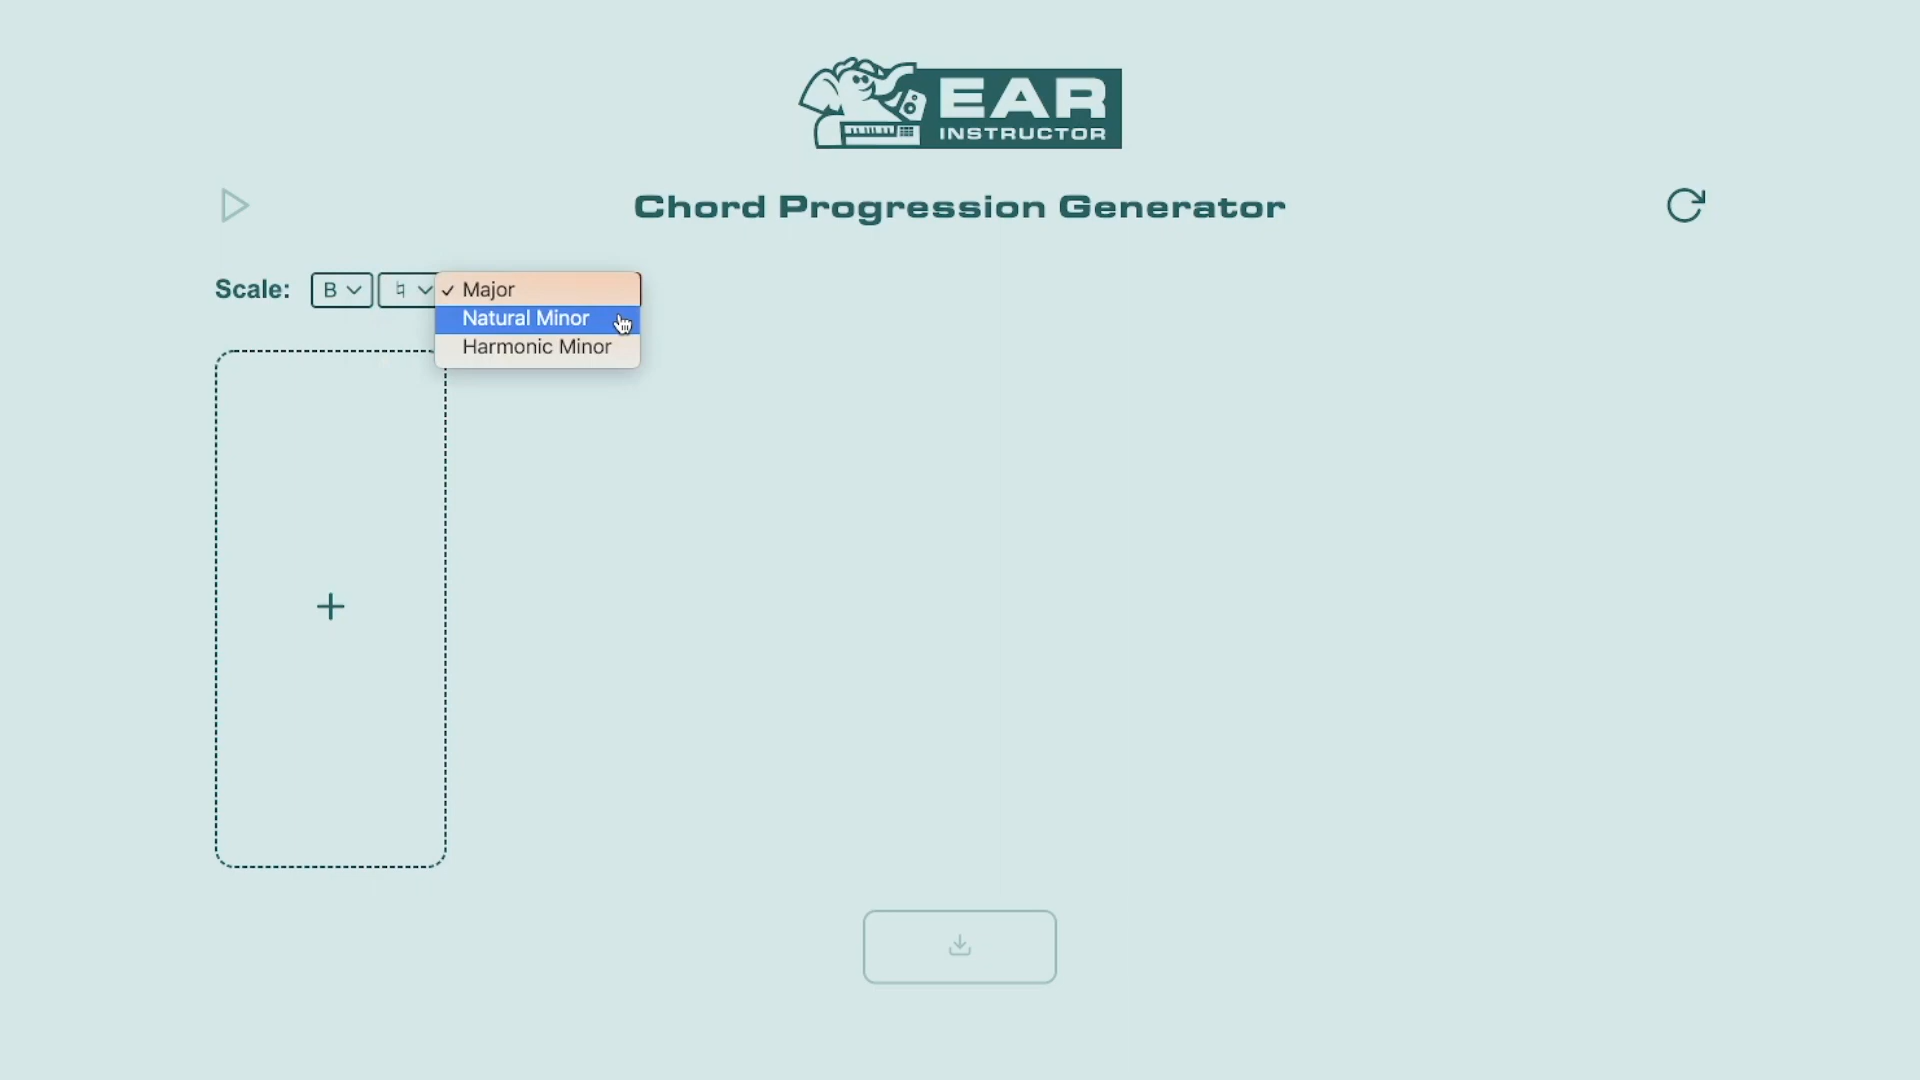 EAR
INSTRUCTOR
Chord Progression Generator
Scale: B ♮ ✓ Major
Natural Minor
Harmonic Minor